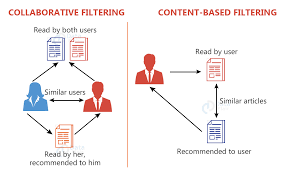 COLLABORATIVE FILTERING
Read by both users
Similar users
Read by her,
recommended to him
CONTENT-BASED FILTERING
Read by user
Similar articles
Recommended to user